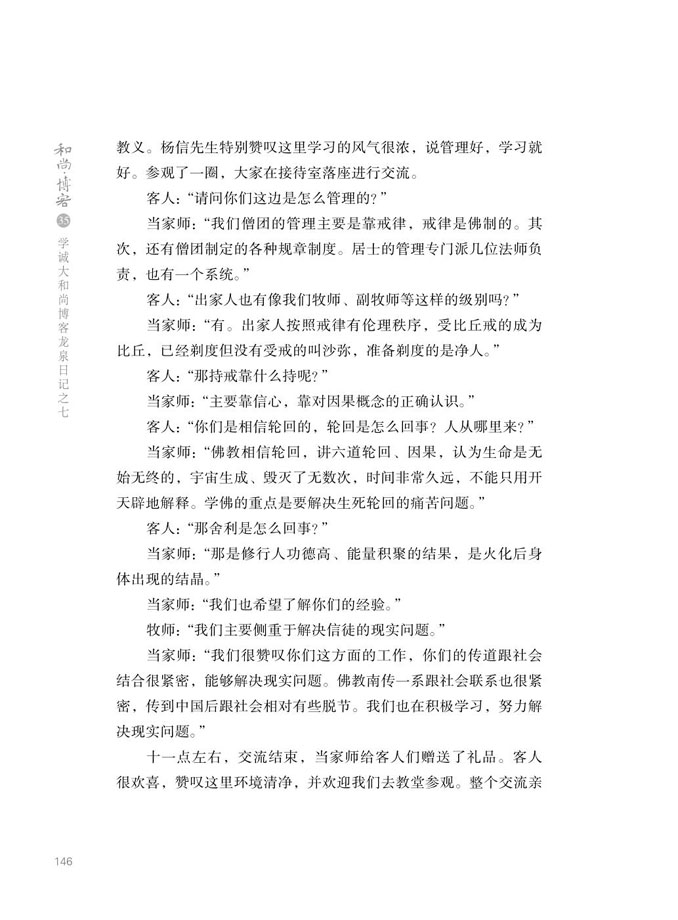 和尚·博客35
学诚大和尚博客龙泉日记之七
教义。杨信先生特别赞叹这里学习的风气很浓，说管理好，学习就
好。参观了一圈，大家在接待室落座进行交流。
客人：“请问你们这边是怎么管理的？”
当家师：“我们僧团的管理主要是靠戒律，戒律是佛制的。其
次，还有僧团制定的各种规章制度。居士的管理专门派几位法师负
责，也有一个系统。”
客人：“出家人也有像我们牧师、副牧师等这样的级别吗？”
当家师：“有。出家人按照戒律有伦理秩序，受比丘戒的成为
比丘，已经剃度但没有受戒的叫沙弥，准备剃度的是净人。”
客人：“那持戒靠什么持呢？”
当家师：“主要靠信心，靠对因果概念的正确认识。”
客人：“你们是相信轮回的，轮回是怎么回事？人从哪里来？”
当家师：“佛教相信轮回，讲六道轮回、因果，认为生命是无
始无终的，宇宙生成、毁灭了无数次，时间非常久远，不能只用开
天辟地解释。学佛的重点是要解决生死轮回的痛苦问题。”
客人：“那舍利是怎么回事？”
当家师：“那是修行人功德高、能量积聚的结果，是火化后身
体出现的结晶。”
当家师：“我们也希望了解你们的经验。”
牧师：“我们主要侧重于解决信徒的现实问题。”
当家师：“我们很赞叹你们这方面的工作，你们的传道跟社会
结合很紧密，能够解决现实问题。佛教南传一系跟社会联系也很紧
密，传到中国后跟社会相对有些脱节。我们也在积极学习，努力解
决现实问题。”
十一点左右，交流结束，当家师给客人们赠送了礼品。客人
很欢喜，赞叹这里环境清净，并欢迎我们去教堂参观。整个交流亲
146